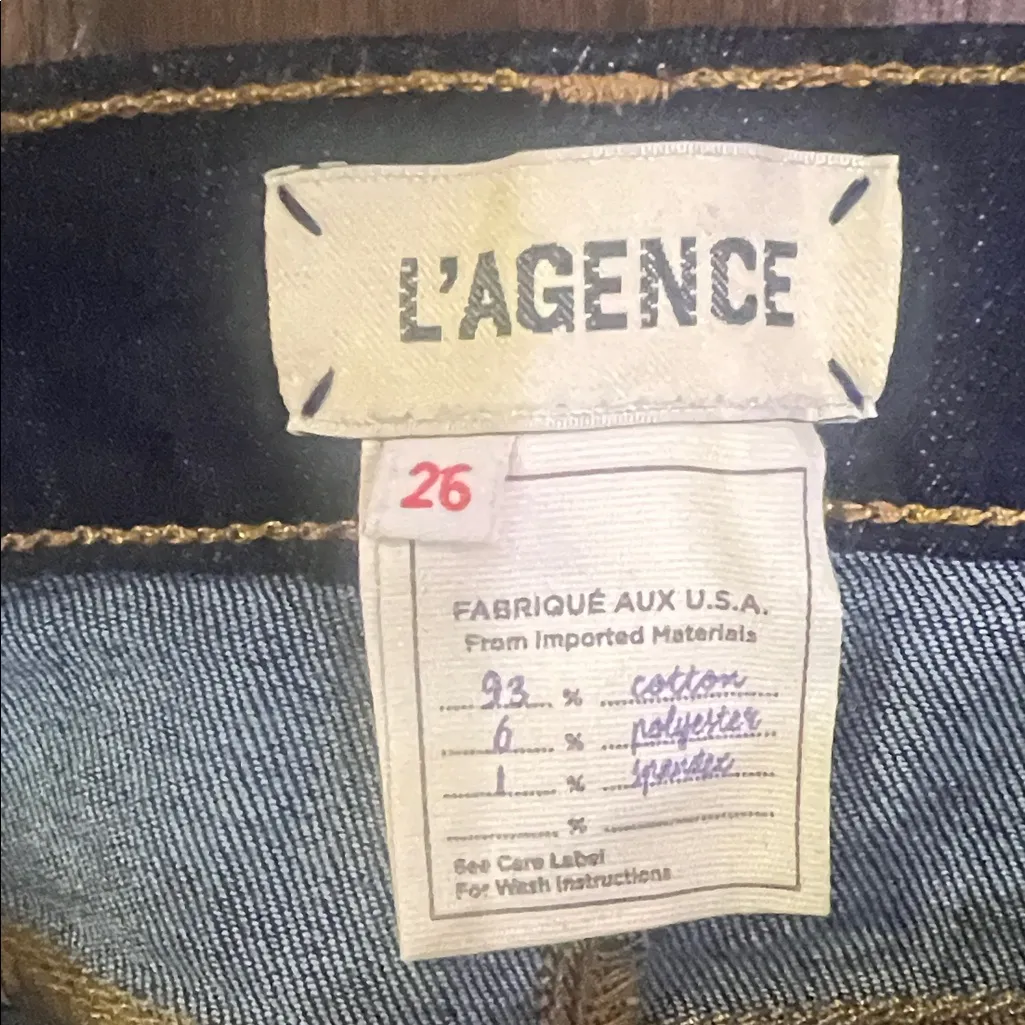 L'AGENCE
26
FABRIQUÉ AUX U.S.A.
From Imported Materials
93 % cotton
6 % polyester
1 % spandex
%
See Care Label
For Wash Instructions